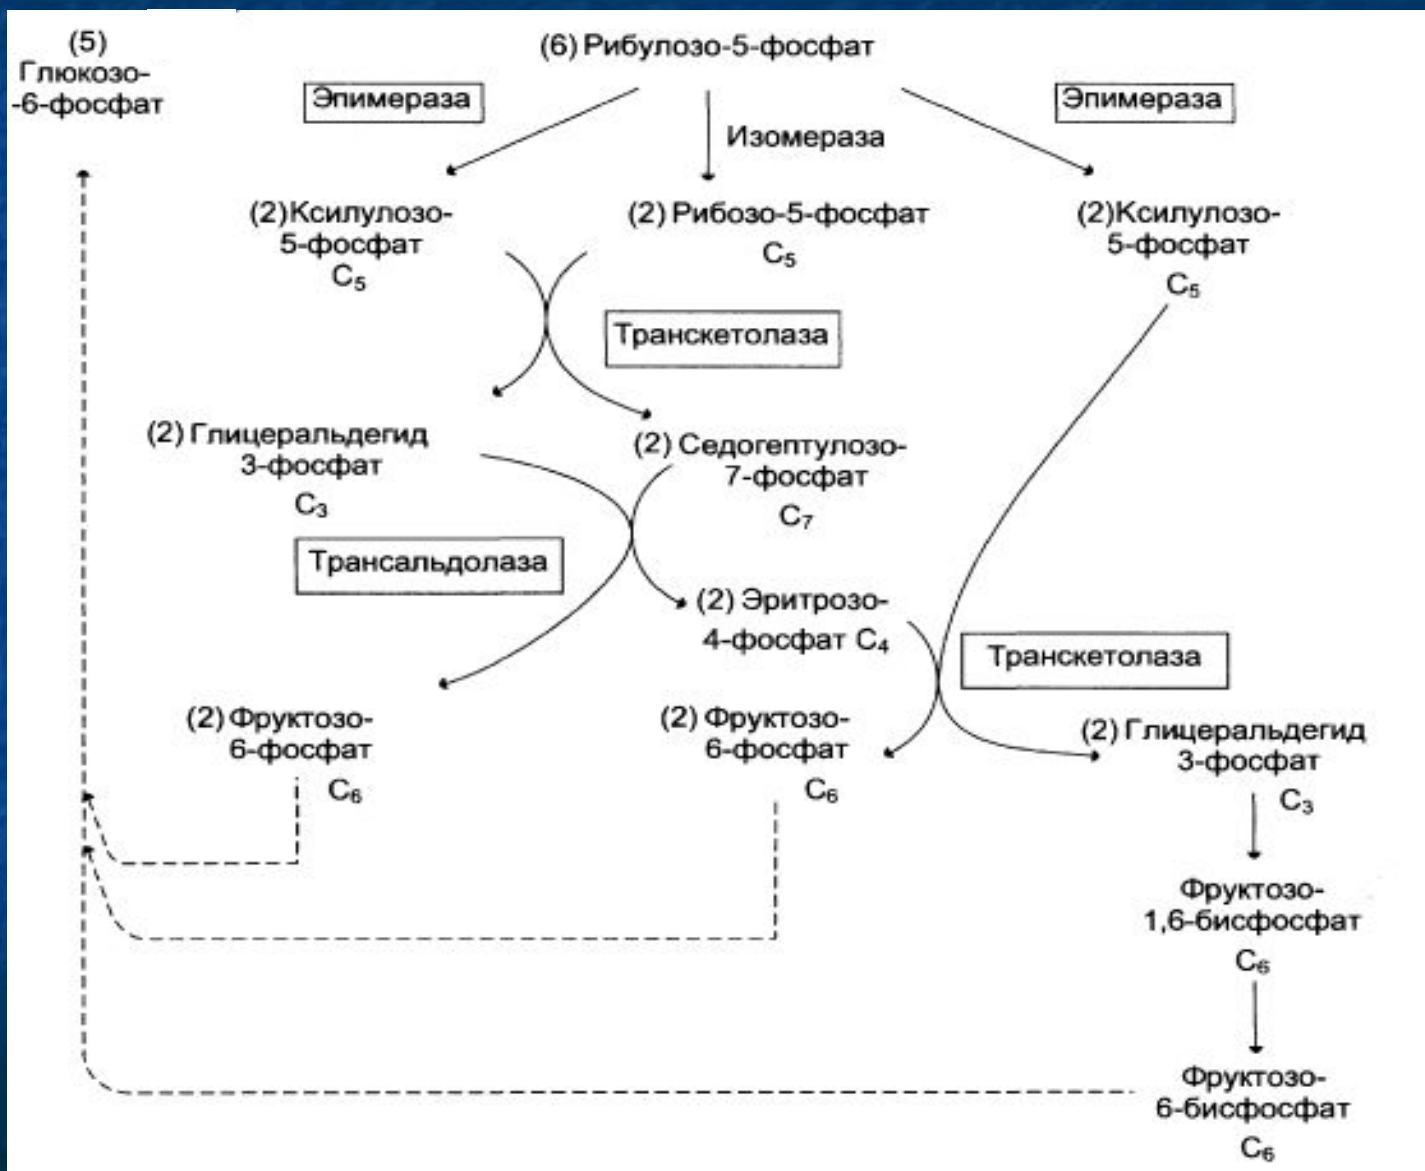 (5)
Глюкозо-
-6-фосфат
(6) Рибулозо-5-фосфат
Эпимераза
Изомераза
Эпимераза
(2)Ксилулозо-
5-фосфат
C₅
(2) Рибозо-5-фосфат
C₅
(2)Ксилулозо-
5-фосфат
C₅
Транскетолаза
(2) Глицеральдегид
3-фосфат
C₃
(2) Седогептулозо-
7-фосфат
C₇
Трансальдолаза
(2) Эритрозо-
4-фосфат C₄
Транскетолаза
(2) Фруктозо-
6-фосфат
C₆
(2) Фруктозо-
6-фосфат
C₆
(2) Глицеральдегид
3-фосфат
C₃
Фруктозо-
1,6-бисфосфат
C₆
Фруктозо-
6-бисфосфат
C₆